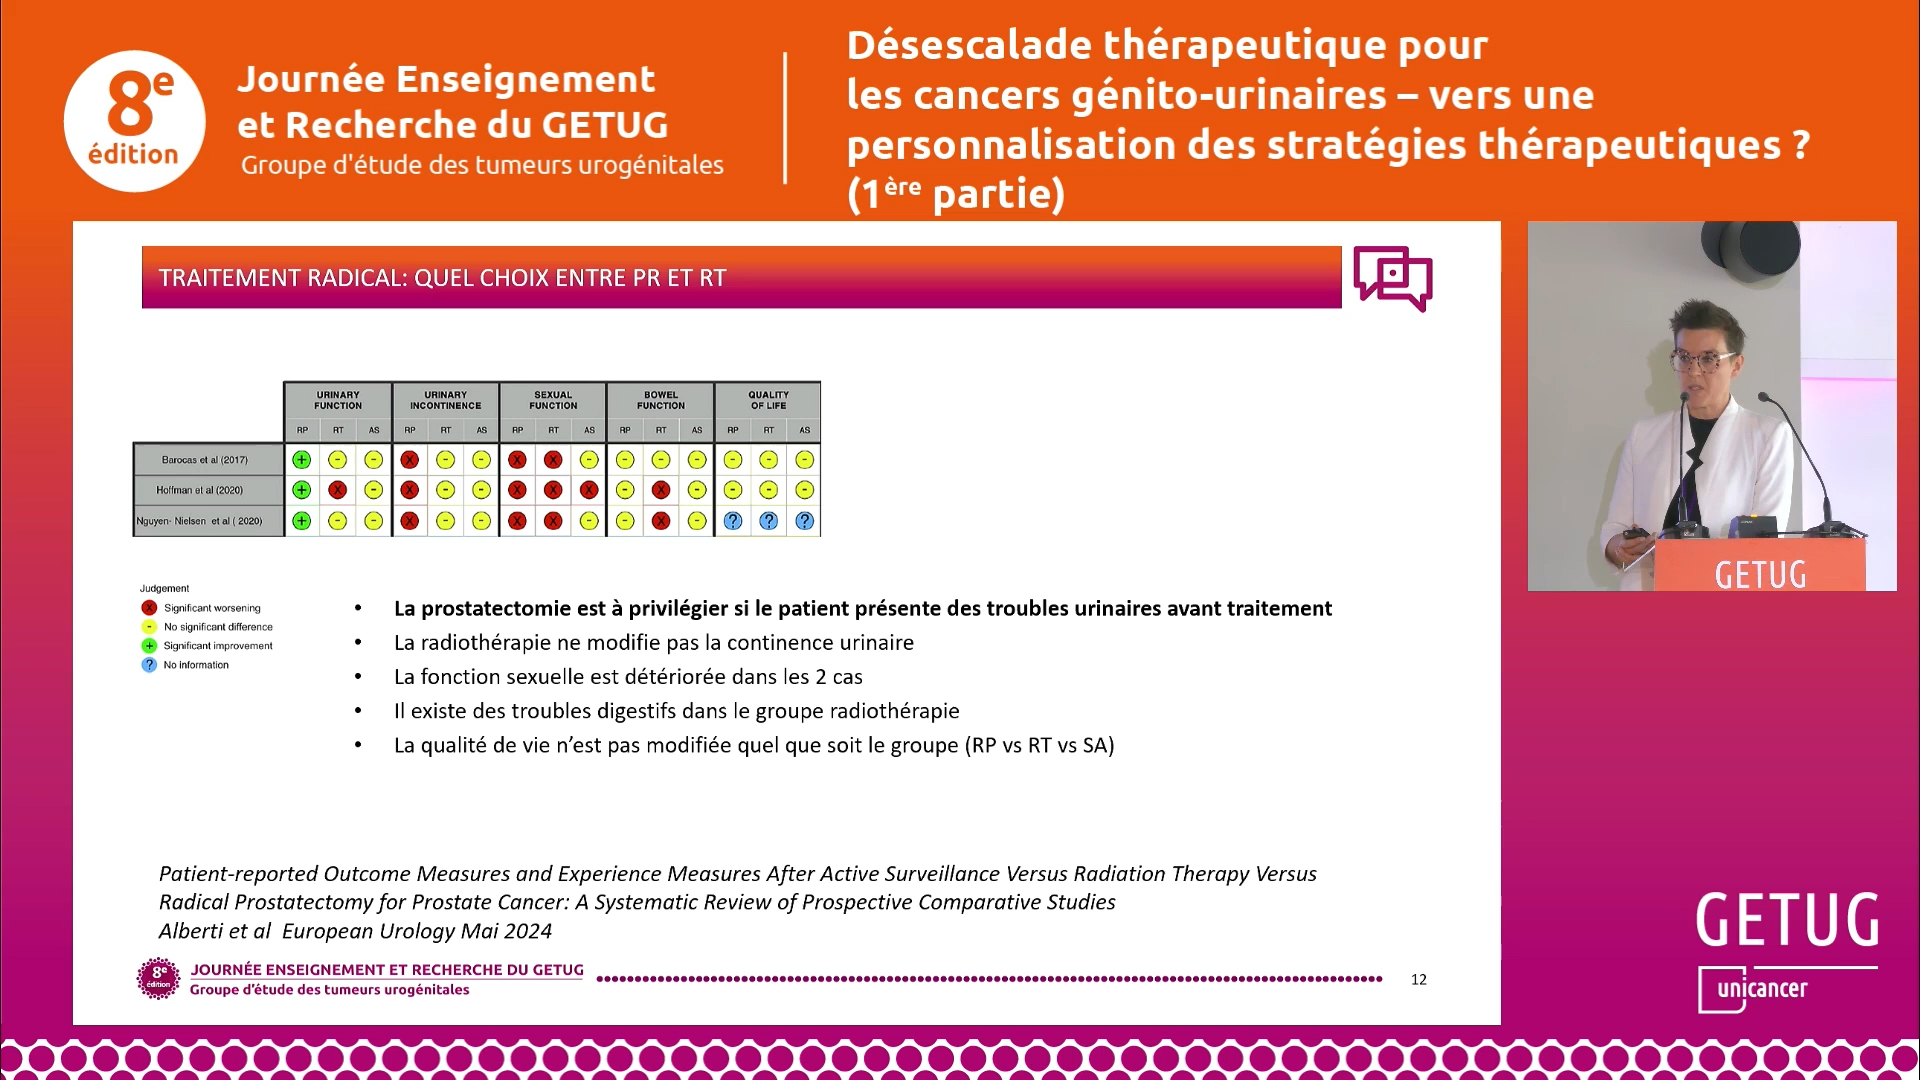 8e
édition
Journée Enseignement
et Recherche du GETUG
Groupe d'étude des tumeurs urogénitales
Désescalade thérapeutique pour
les cancers génito-urinaires – vers une
personnalisation des stratégies thérapeutiques ?
(1ère partie)
TRAITEMENT RADICAL: QUEL CHOIX ENTRE PR ET RT
URINARY FUNCTION URINARY INCONTINENCE SEXUAL FUNCTION BOWEL FUNCTION QUALITY OF LIFE
RP RT AS RP RT AS RP RT AS RP RT AS RP RT AS
Barocas et al (2017) + - - X - - X X - - - - - - -
Hoffman et al (2020) + X - X - - X X X - X - - - -
Nguyen- Nielsen et al ( 2020) + - - X - - X X - - X - ? ? ?
Judgement
X Significant worsening
- No significant difference
+ Significant improvement
? No information
• La prostatectomie est à privilégier si le patient présente des troubles urinaires avant traitement
• La radiothérapie ne modifie pas la continence urinaire
• La fonction sexuelle est détériorée dans les 2 cas
• Il existe des troubles digestifs dans le groupe radiothérapie
• La qualité de vie n’est pas modifiée quel que soit le groupe (RP vs RT vs SA)
Patient-reported Outcome Measures and Experience Measures After Active Surveillance Versus Radiation Therapy Versus
Radical Prostatectomy for Prostate Cancer: A Systematic Review of Prospective Comparative Studies
Alberti et al European Urology Mai 2024
8e
édition
JOURNÉE ENSEIGNEMENT ET RECHERCHE DU GETUG
Groupe d'étude des tumeurs urogénitales
12
GETUG
GETUG
unicancer